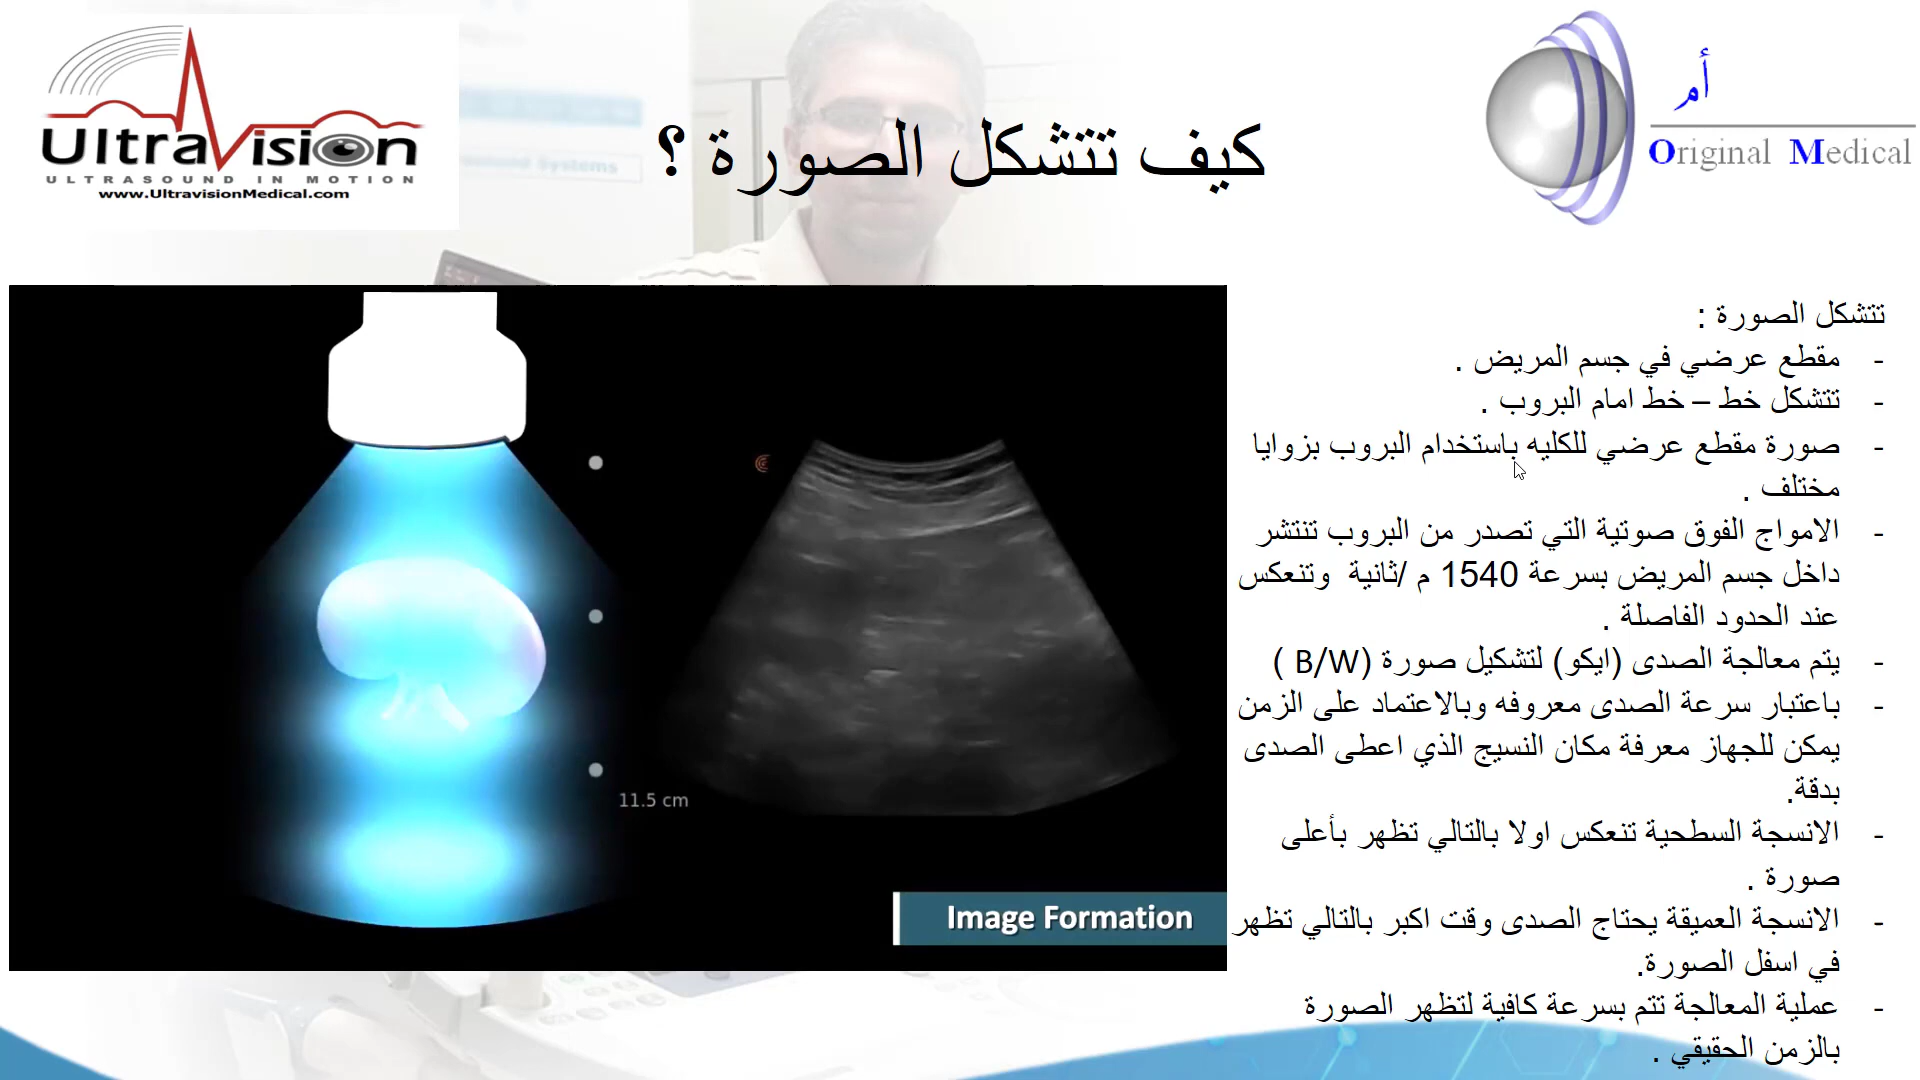 UltraVision
ULTRASOUND IN MOTION
www.UltravisionMedical.com
كيف تتشكل الصورة ؟
أم
Original Medical
تتشكل الصورة :
- مقطع عرضي في جسم المريض .
- تتشكل خط – خط امام البروب .
- صورة مقطع عرضي للكليه باستخدام البروب بزوايا
مختلف .
- الامواج الفوق صوتية التي تصدر من البروب تنتشر
داخل جسم المريض بسرعة 1540 م /ثانية وتنعكس
عند الحدود الفاصلة .
- يتم معالجة الصدى (ايكو) لتشكيل صورة (B/W )
- باعتبار سرعة الصدى معروفه وبالاعتماد على الزمن
يمكن للجهاز معرفة مكان النسيج الذي اعطى الصدى
بدقة.
- الانسجة السطحية تنعكس اولا بالتالي تظهر بأعلى
صورة .
- الانسجة العميقة يحتاج الصدى وقت اكبر بالتالي تظهر
في اسفل الصورة.
- عملية المعالجة تتم بسرعة كافية لتظهر الصورة
بالزمن الحقيقي .
11.5 cm
Image Formation